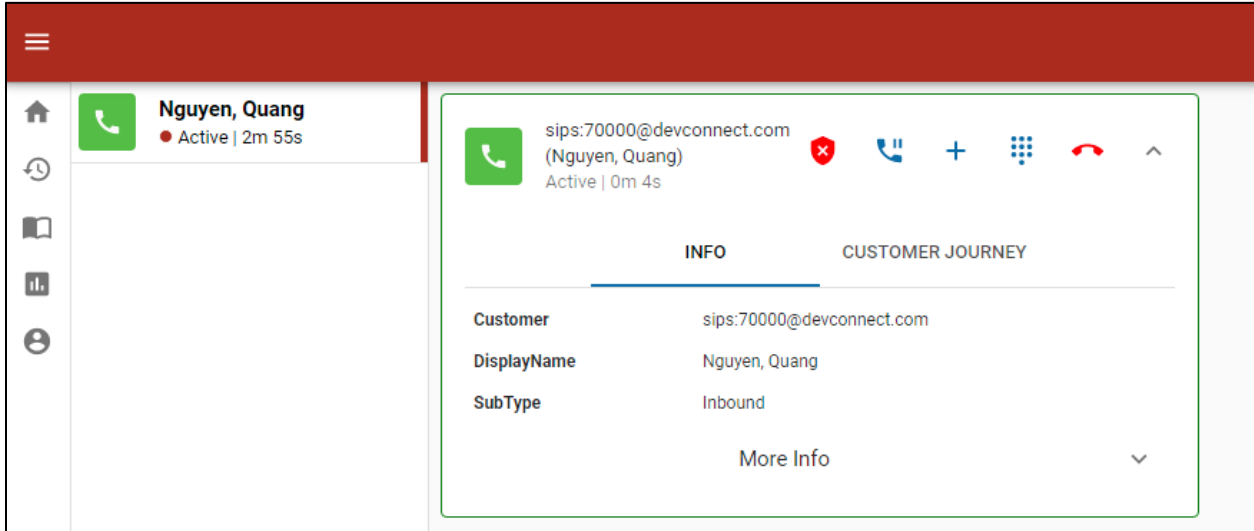 Nguyen, Quang
Active | 2m 55s
sips:70000@devconnect.com
(Nguyen, Quang)
Active | 0m 4s
INFO CUSTOMER JOURNEY
Customer sips:70000@devconnect.com
DisplayName Nguyen, Quang
SubType Inbound
More Info